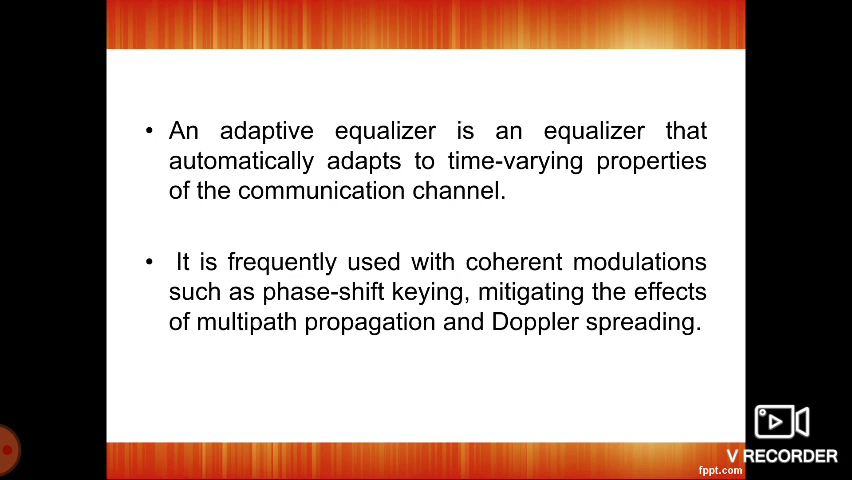 • An adaptive equalizer is an equalizer that
automatically adapts to time-varying properties
of the communication channel.
• It is frequently used with coherent modulations
such as phase-shift keying, mitigating the effects
of multipath propagation and Doppler spreading.
V RECORDER
fppt.com